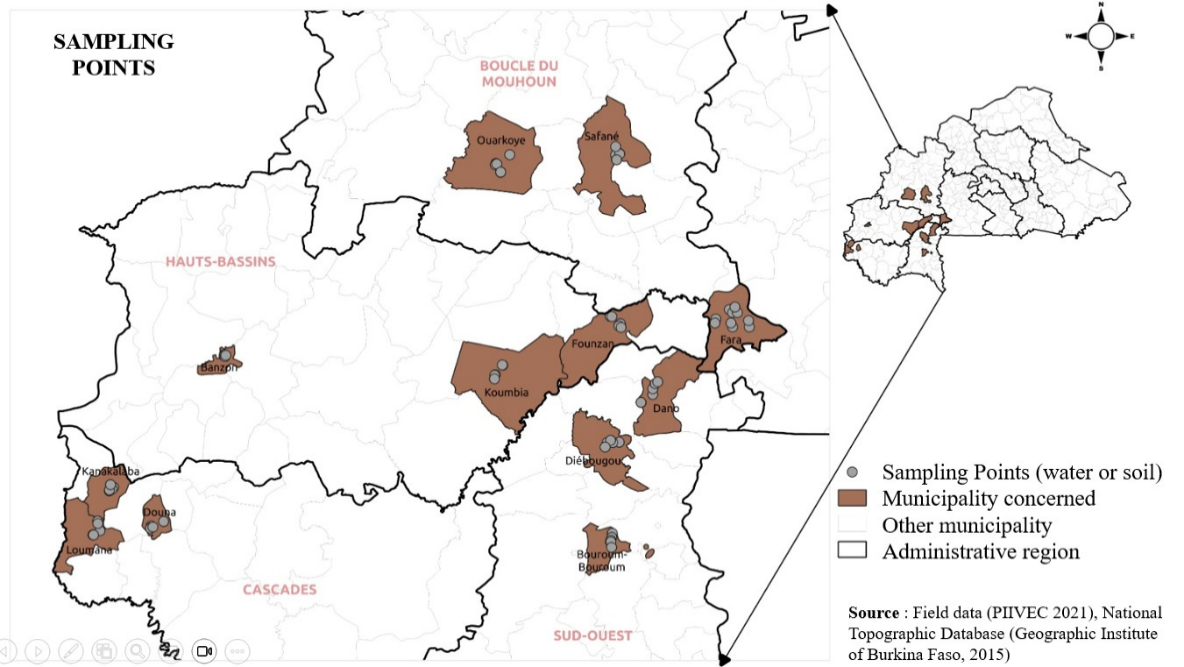 SAMPLING
POINTS
BOUCLE DU
MOUHOUN
N
W
E
S
Ouarkoye
Safané
HAUTS-BASSINS
Banzon
Founzan
Fara
Koumbia
Dano
Diébougou
Kanakalaba
Douna
Loumana
Bouroum-
Bouroum
CASCADES
SUD-OUEST
Sampling Points (water or soil)
Municipality concerned
Other municipality
Administrative region
Source : Field data (PIIVEC 2021), National
Topographic Database (Geographic Institute
of Burkina Faso, 2015)